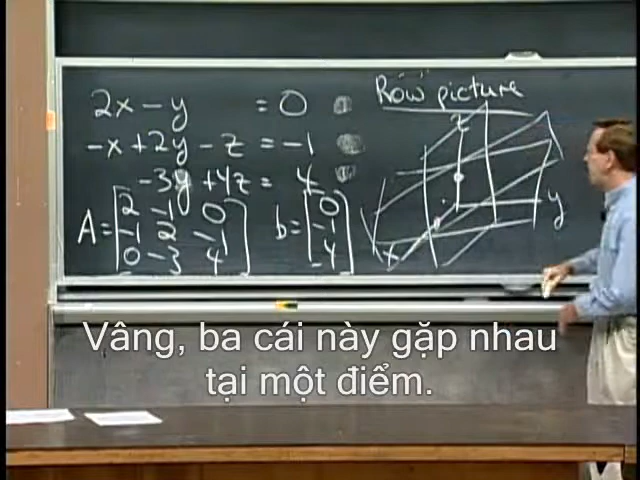 Row picture
2x - y = 0
-x + 2y - z = -1
-3y + 4z = 4
A = [2 -1 0
-1 2 -1
0 -3 4]
b = [0
-1
4]
z
y
x
Vâng, ba cái này gặp nhau
tại một điểm.